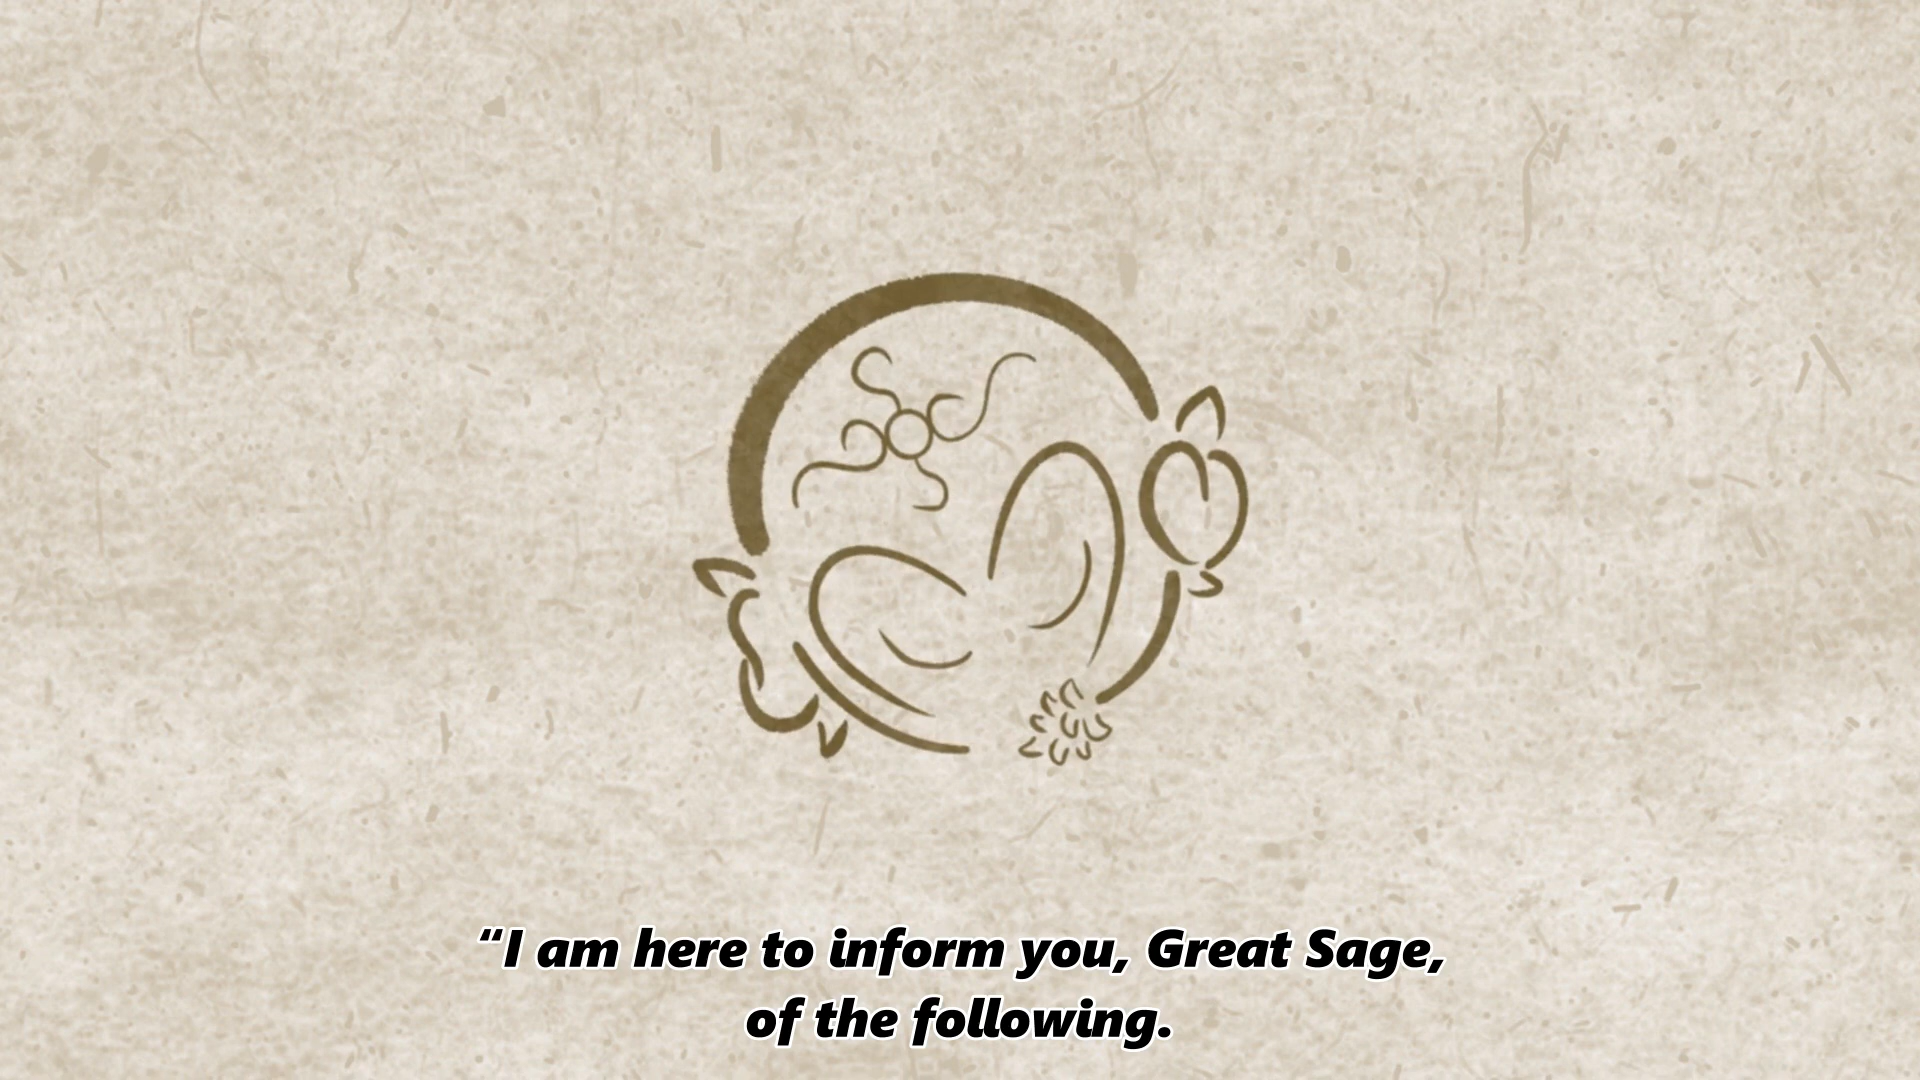 “I am here to inform you, Great Sage,
of the following.